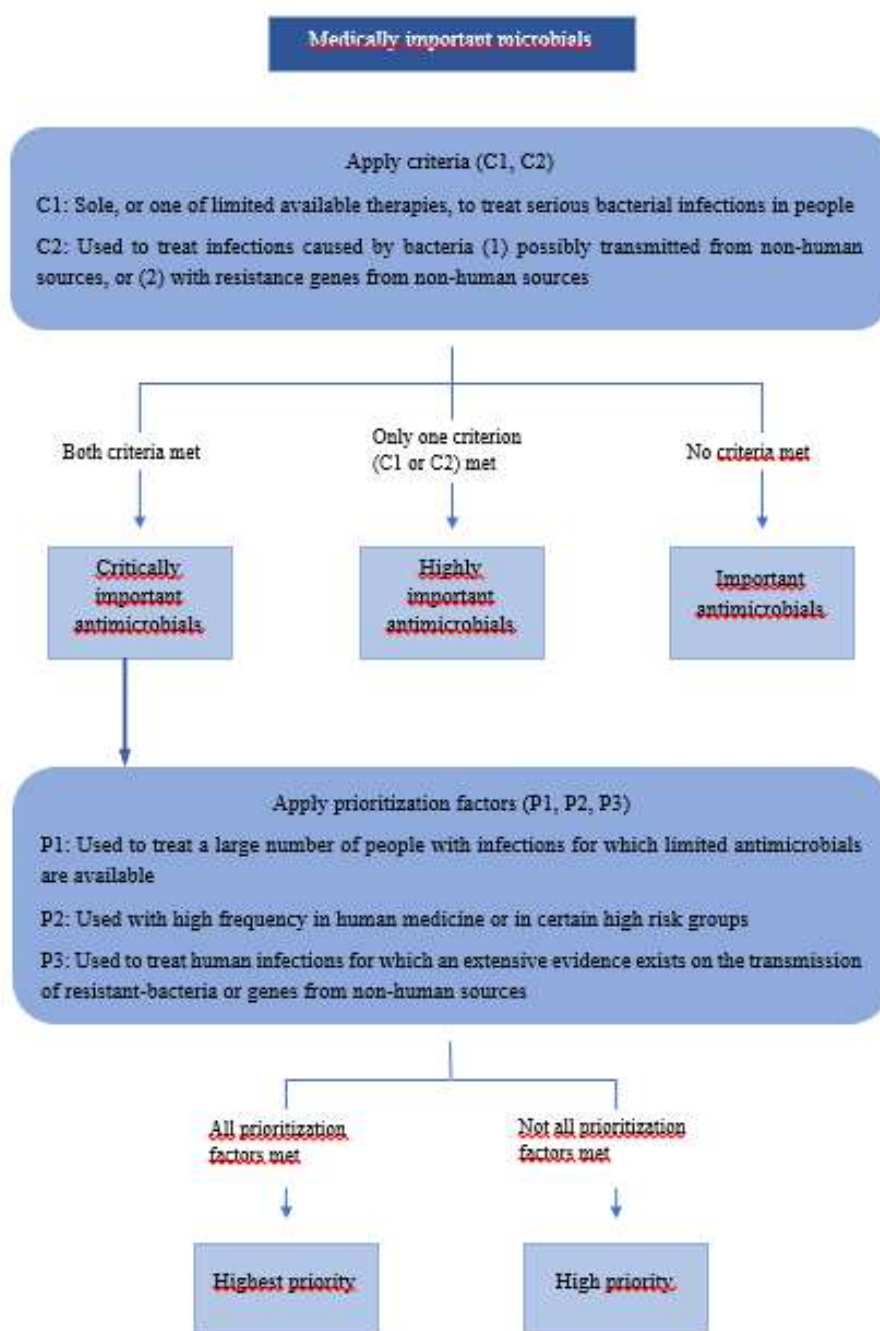 Medically important microbials
Apply criteria (C1, C2)
C1: Sole, or one of limited available therapies, to treat serious bacterial infections in people
C2: Used to treat infections caused by bacteria (1) possibly transmitted from non-human
sources, or (2) with resistance genes from non-human sources
Both criteria met
Only one criterion
(C1 or C2) met
No criteria met
Critically
important
antimicrobials
Highly
important
antimicrobials
Important
antimicrobials
Apply prioritization factors (P1, P2, P3)
P1: Used to treat a large number of people with infections for which limited antimicrobials
are available
P2: Used with high frequency in human medicine or in certain high risk groups
P3: Used to treat human infections for which an extensive evidence exists on the transmission
of resistant-bacteria or genes from non-human sources
All prioritization
factors met
Not all prioritization
factors met
Highest priority
High priority